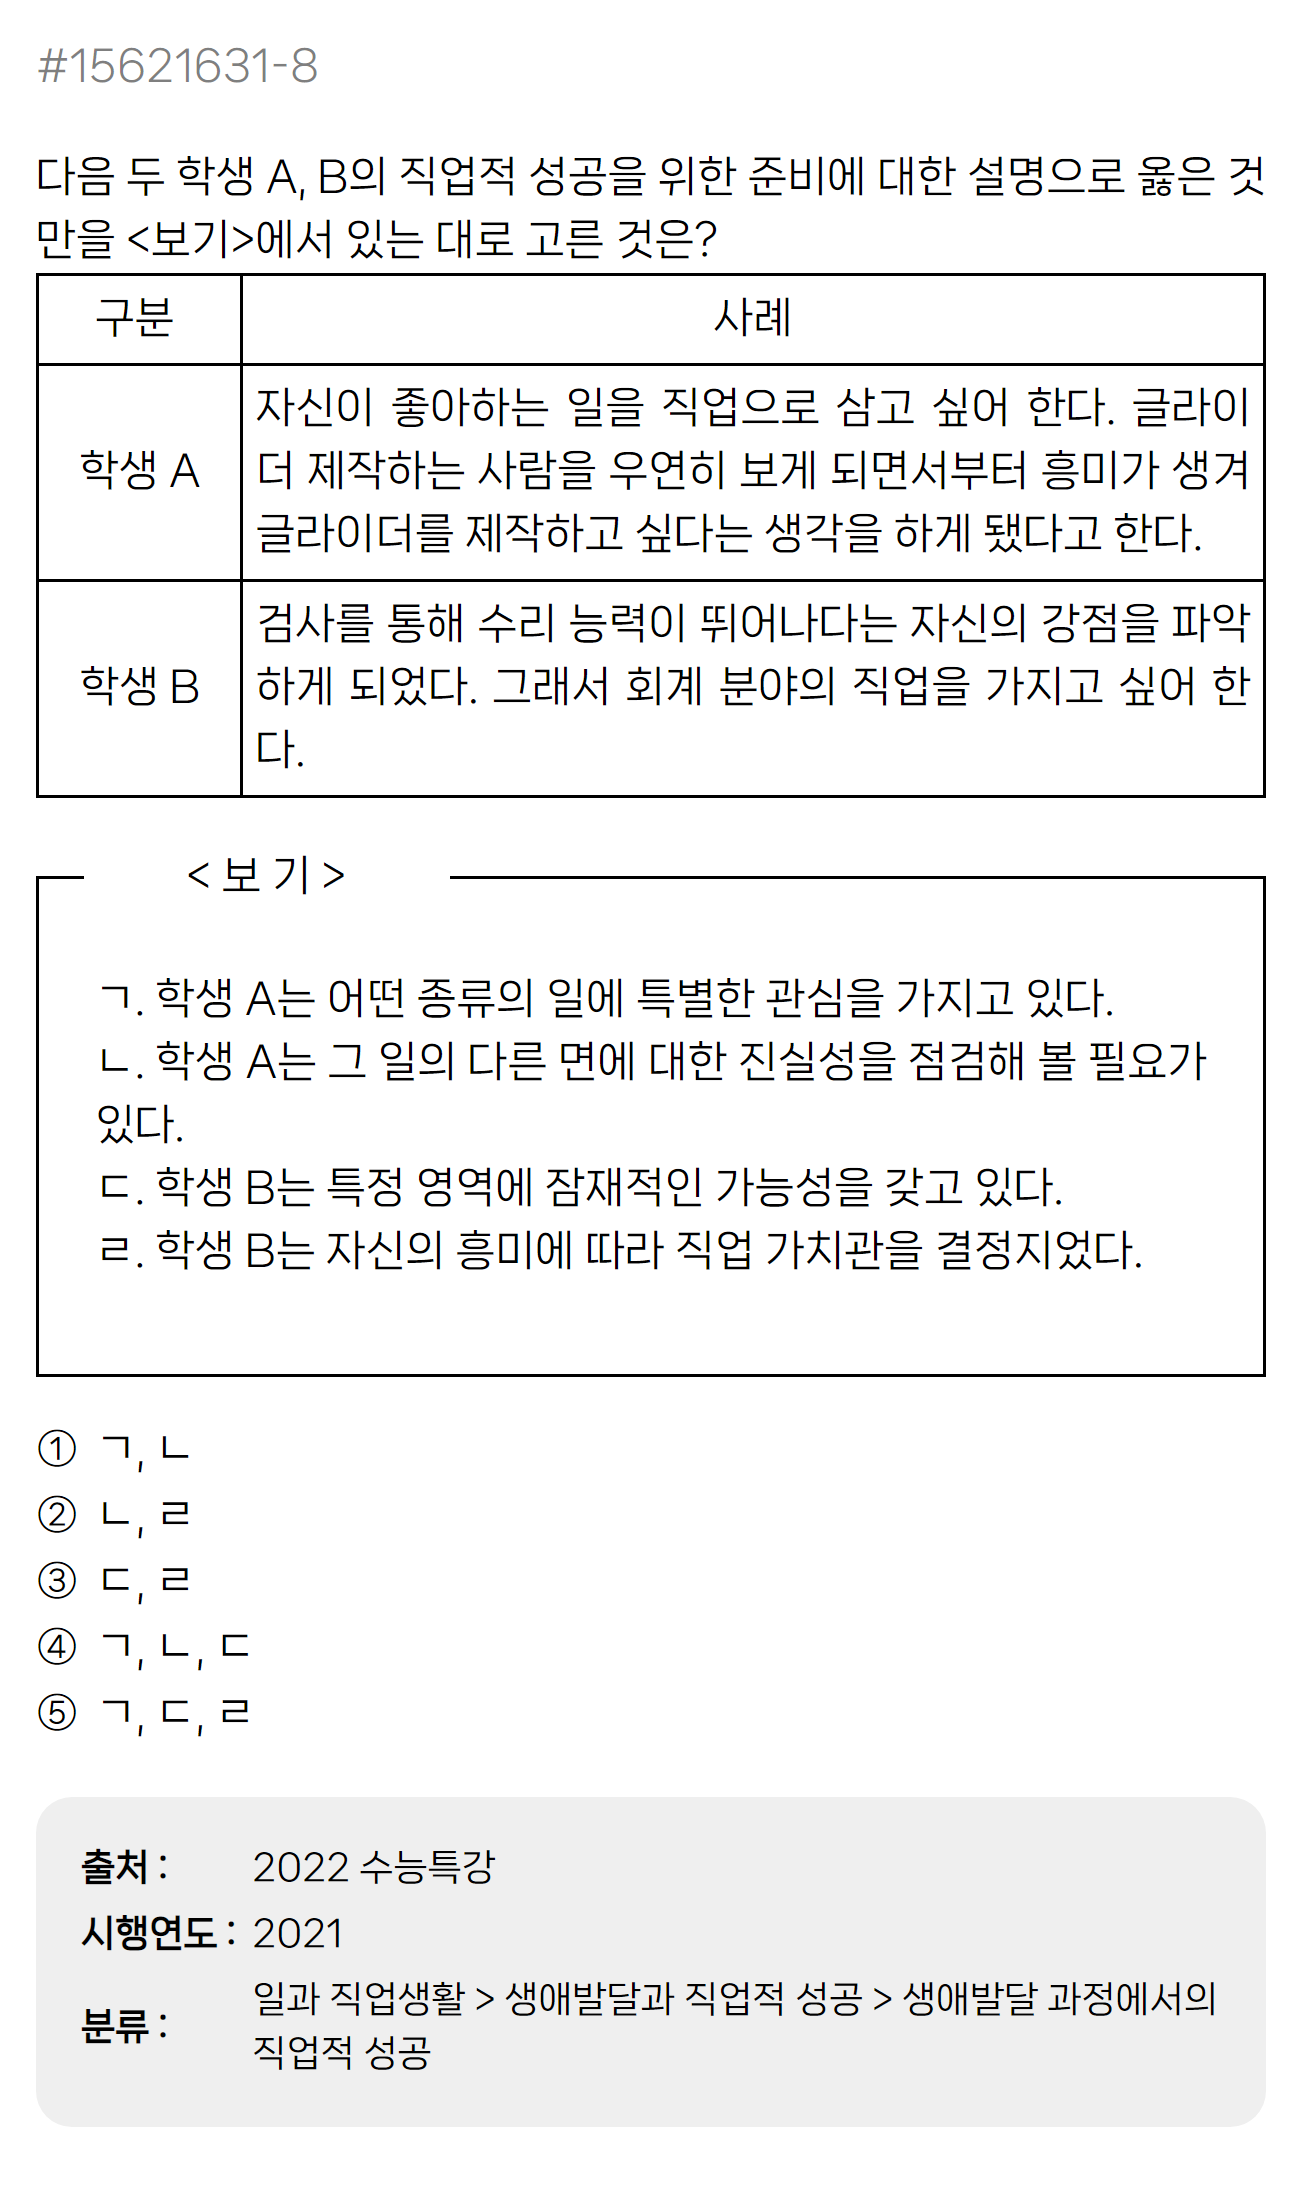 #15621631-8
다음 두 학생 A, B의 직업적 성공을 위한 준비에 대한 설명으로 옳은 것
만을 <보기>에서 있는 대로 고른 것은?
구분
사례
학생 A
자신이 좋아하는 일을 직업으로 삼고 싶어 한다. 글라이
더 제작하는 사람을 우연히 보게 되면서부터 흥미가 생겨
글라이더를 제작하고 싶다는 생각을 하게 됐다고 한다.
학생 B
검사를 통해 수리 능력이 뛰어나다는 자신의 강점을 파악
하게 되었다. 그래서 회계 분야의 직업을 가지고 싶어 한
다.
< 보 기 >
ㄱ. 학생 A는 어떤 종류의 일에 특별한 관심을 가지고 있다.
ㄴ. 학생 A는 그 일의 다른 면에 대한 진실성을 점검해 볼 필요가
있다.
ㄷ. 학생 B는 특정 영역에 잠재적인 가능성을 갖고 있다.
ㄹ. 학생 B는 자신의 흥미에 따라 직업 가치관을 결정지었다.
① ㄱ, ㄴ
② ㄴ, ㄹ
③ ㄷ, ㄹ
④ ㄱ, ㄴ, ㄷ
⑤ ㄱ, ㄷ, ㄹ
출처 : 2022 수능특강
시행연도 : 2021
분류 : 일과 직업생활 > 생애발달과 직업적 성공 > 생애발달 과정에서의
직업적 성공